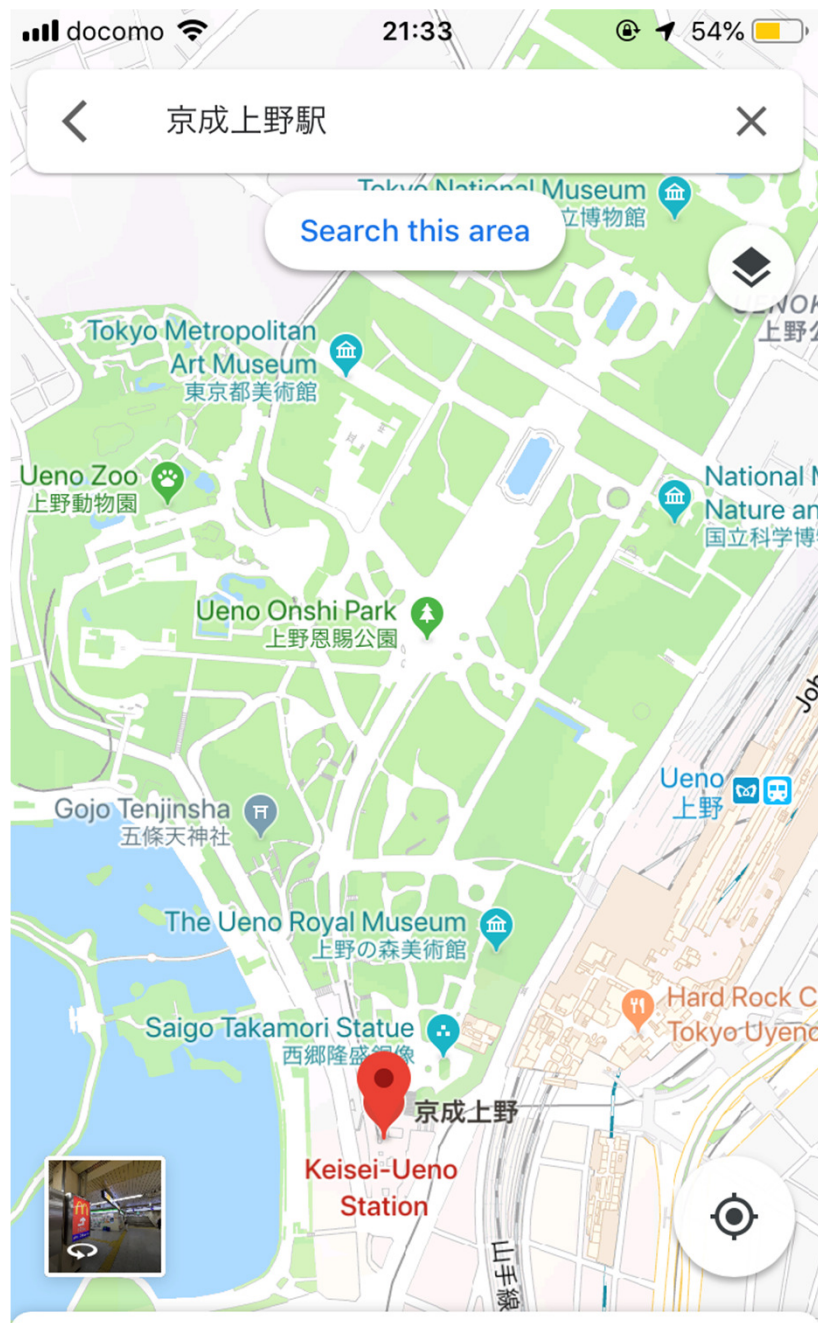 docomo
21:33
54%
京成上野駅
Tokyo National Museum
立博物館
Search this area
上野公
Tokyo Metropolitan
Art Museum
東京都美術館
Ueno Zoo
上野動物園
National M
Nature an
国立科学博物
Ueno Onshi Park
上野恩賜公園
Job
Ueno
上野
Gojo Tenjinsha
五條天神社
The Ueno Royal Museum
上野の森美術館
Hard Rock C
Tokyo Uyeno
Saigo Takamori Statue
西郷隆盛銅像
京成上野
Keisei-Ueno
Station
山手線